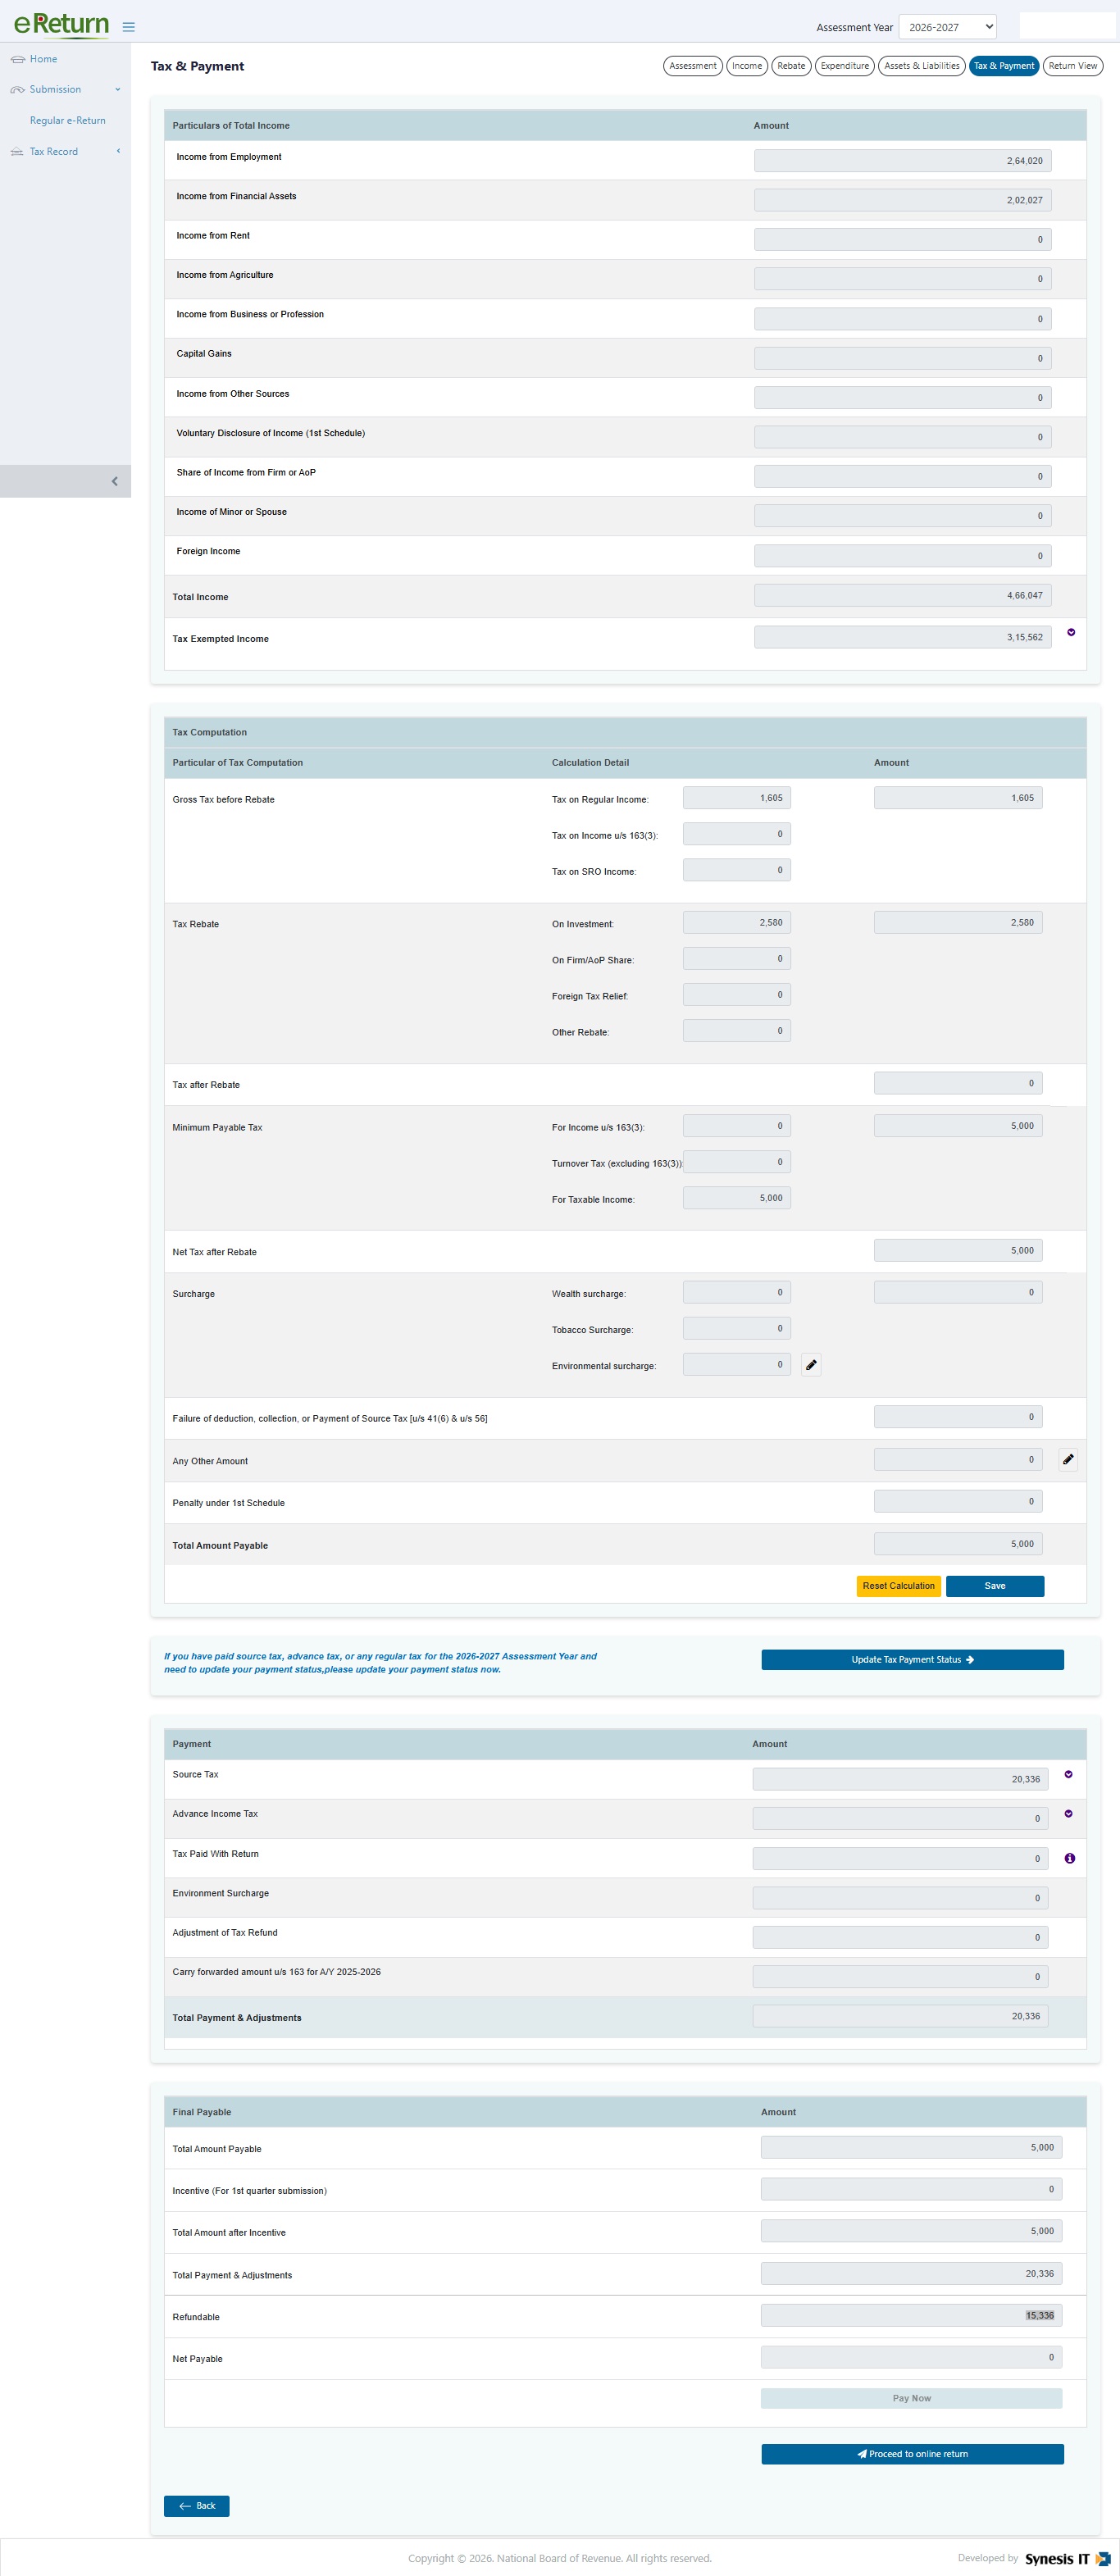 eReturn
Assessment Year 2026-2027
Home
Submission
Regular e-Return
Tax Record
Tax & Payment
Assessment Income Rebate Expenditure Assets & Liabilities Tax & Payment Return View
Particulars of Total Income Amount
Income from Employment 2,64,020
Income from Financial Assets 2,02,027
Income from Rent 0
Income from Agriculture 0
Income from Business or Profession 0
Capital Gains 0
Income from Other Sources 0
Voluntary Disclosure of Income (1st Schedule) 0
Share of Income from Firm or AoP 0
Income of Minor or Spouse 0
Foreign Income 0
Total Income 4,66,047
Tax Exempted Income 3,15,562
Tax Computation
Particular of Tax Computation Calculation Detail Amount
Gross Tax before Rebate Tax on Regular Income: 1,605 1,605
Tax on Income u/s 163(3): 0
Tax on SRO Income: 0
Tax Rebate On Investment: 2,580 2,580
On Firm/AoP Share: 0
Foreign Tax Relief: 0
Other Rebate: 0
Tax after Rebate 0
Minimum Payable Tax For Income u/s 163(3): 0 5,000
Turnover Tax (excluding 163(3)) 0
For Taxable Income: 5,000
Net Tax after Rebate 5,000
Surcharge Wealth surcharge: 0 0
Tobacco Surcharge: 0
Environmental surcharge: 0
Failure of deduction, collection, or Payment of Source Tax [u/s 41(6) & u/s 56] 0
Any Other Amount 0
Penalty under 1st Schedule 0
Total Amount Payable 5,000
Reset Calculation Save
If you have paid source tax, advance tax, or any regular tax for the 2026-2027 Assessment Year and
need to update your payment status,please update your payment status now.
Update Tax Payment Status
Payment Amount
Source Tax 20,336
Advance Income Tax 0
Tax Paid With Return 0
Environment Surcharge 0
Adjustment of Tax Refund 0
Carry forwarded amount u/s 163 for A/Y 2025-2026 0
Total Payment & Adjustments 20,336
Final Payable Amount
Total Amount Payable 5,000
Incentive (For 1st quarter submission) 0
Total Amount after Incentive 5,000
Total Payment & Adjustments 20,336
Refundable 15,336
Net Payable 0
Pay Now
Proceed to online return
Back
Copyright © 2026. National Board of Revenue. All rights reserved.
Developed by Synesis IT